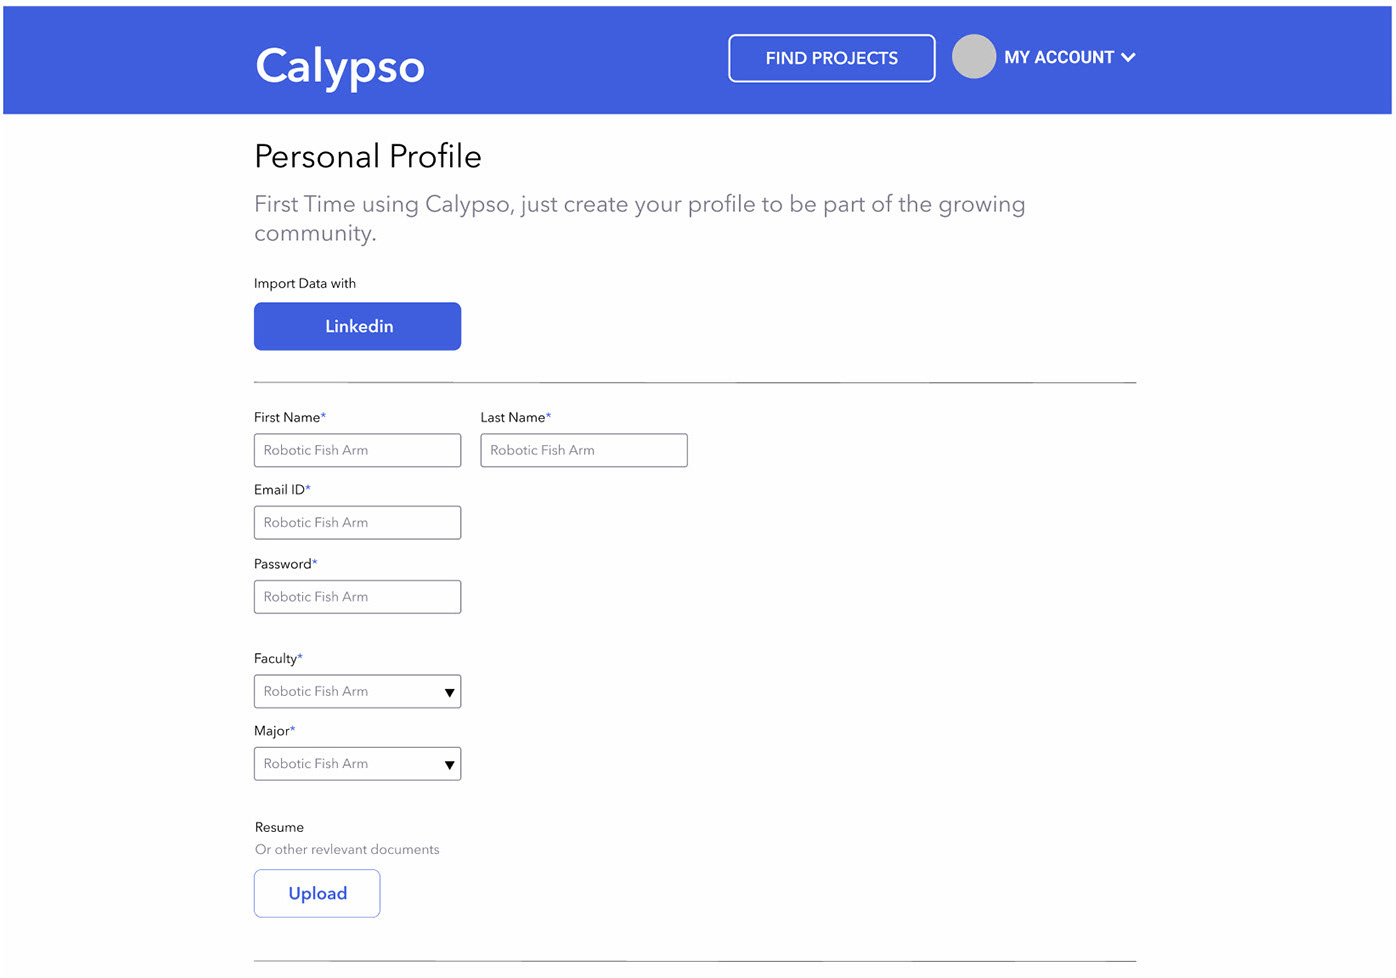 Calypso
FIND PROJECTS
MY ACCOUNT
Personal Profile
First Time using Calypso, just create your profile to be part of the growing
community.
Import Data with
Linkedin
First Name*
Last Name*
Robotic Fish Arm
Robotic Fish Arm
Email ID*
Robotic Fish Arm
Password*
Robotic Fish Arm
Faculty*
Robotic Fish Arm
Major*
Robotic Fish Arm
Resume
Or other revlevant documents
Upload